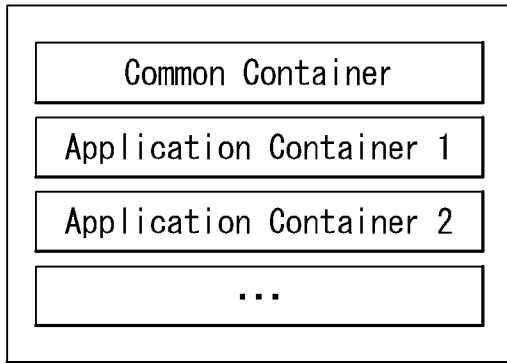 Common Container
Application Container 1
Application Container 2
...